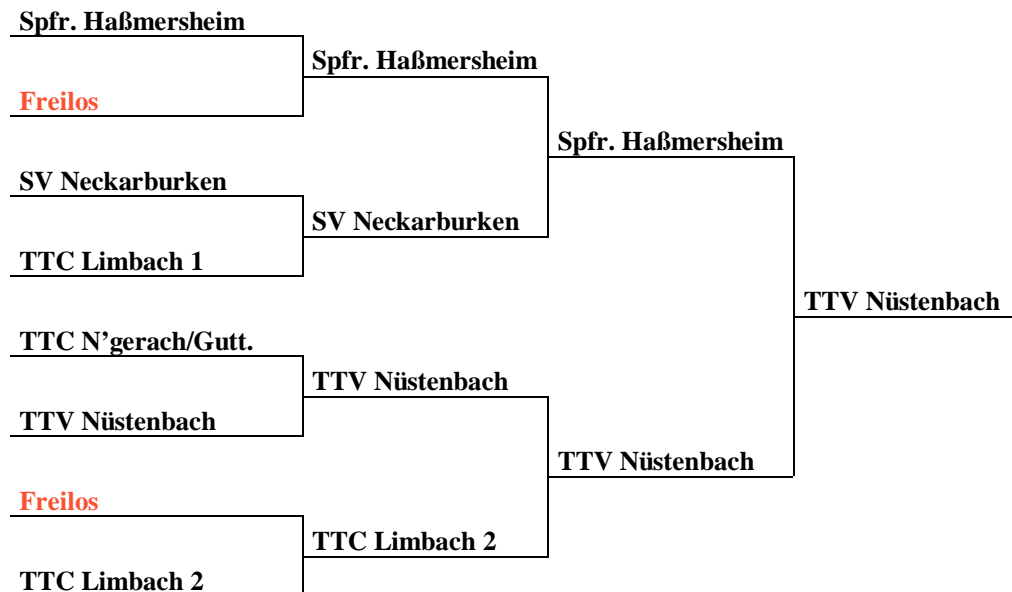 Spfr. Haßmersheim
Spfr. Haßmersheim
Freilos
Spfr. Haßmersheim
SV Neckarburken
SV Neckarburken
TTC Limbach 1
TTV Nüstenbach
TTC N’gerach/Gutt.
TTV Nüstenbach
TTV Nüstenbach
TTV Nüstenbach
Freilos
TTC Limbach 2
TTC Limbach 2